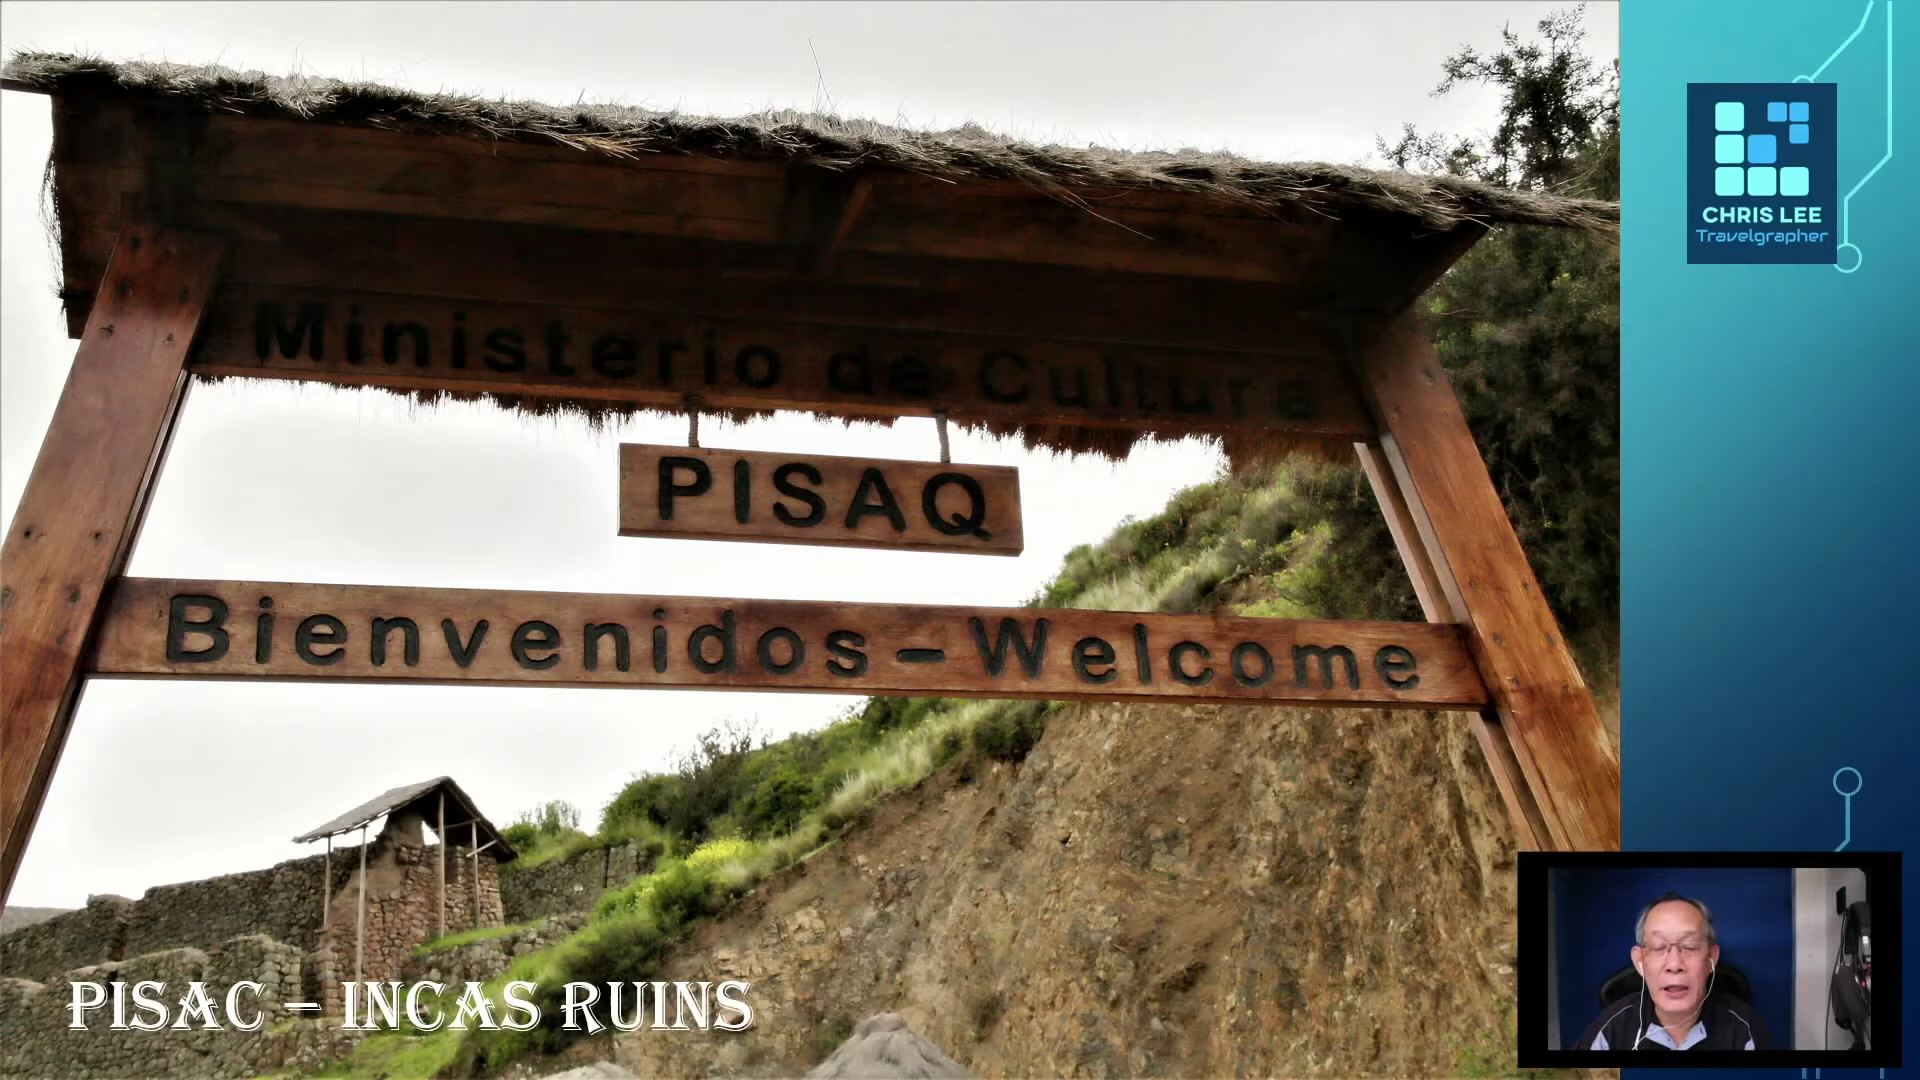 Ministerio de Cultura
PISAQ
Bienvenidos – Welcome
PISAC – INCAS RUINS
CHRIS LEE
Travelgrapher